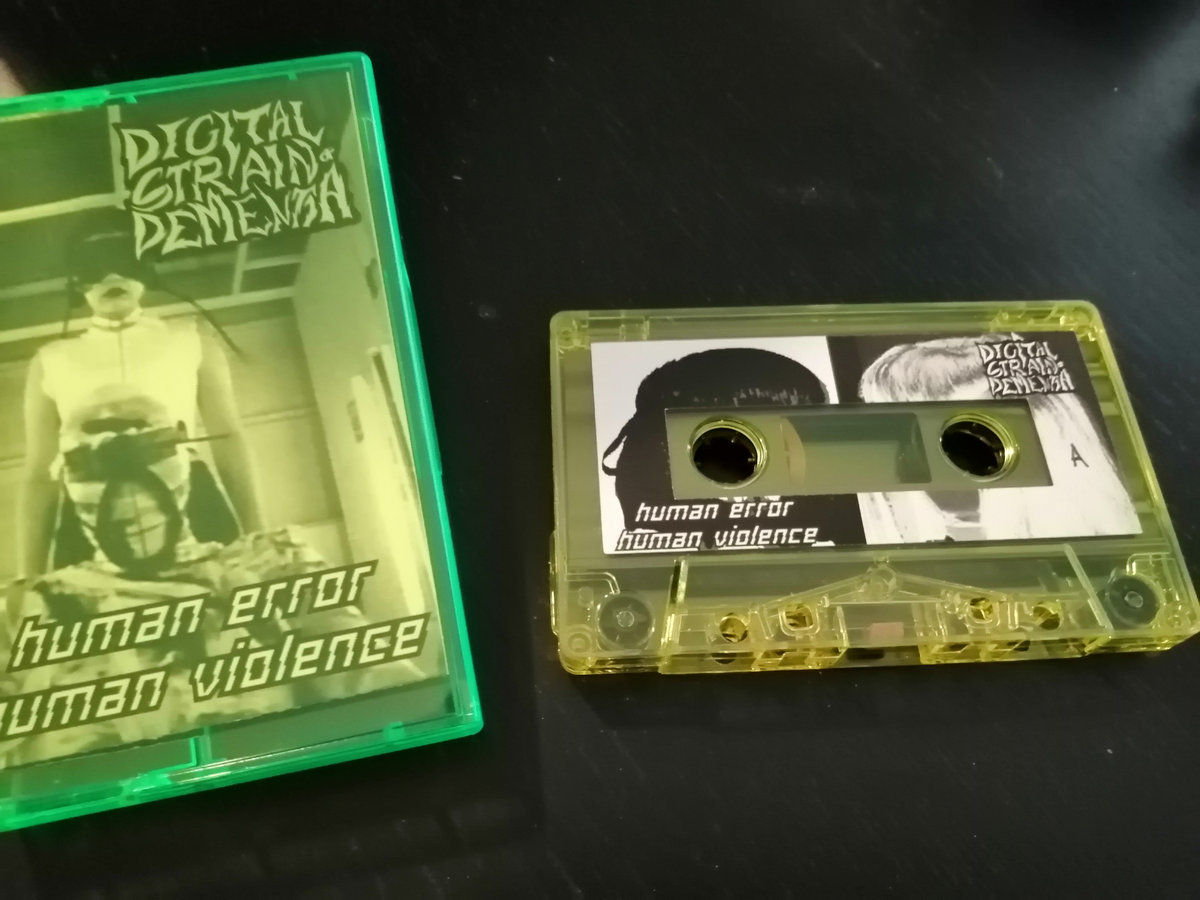 DIGITAL
STRAIN:
DEMENTIA
human error
human violence
DIGITAL
STRAIN:
DEMENTIA
A
human error
human violence